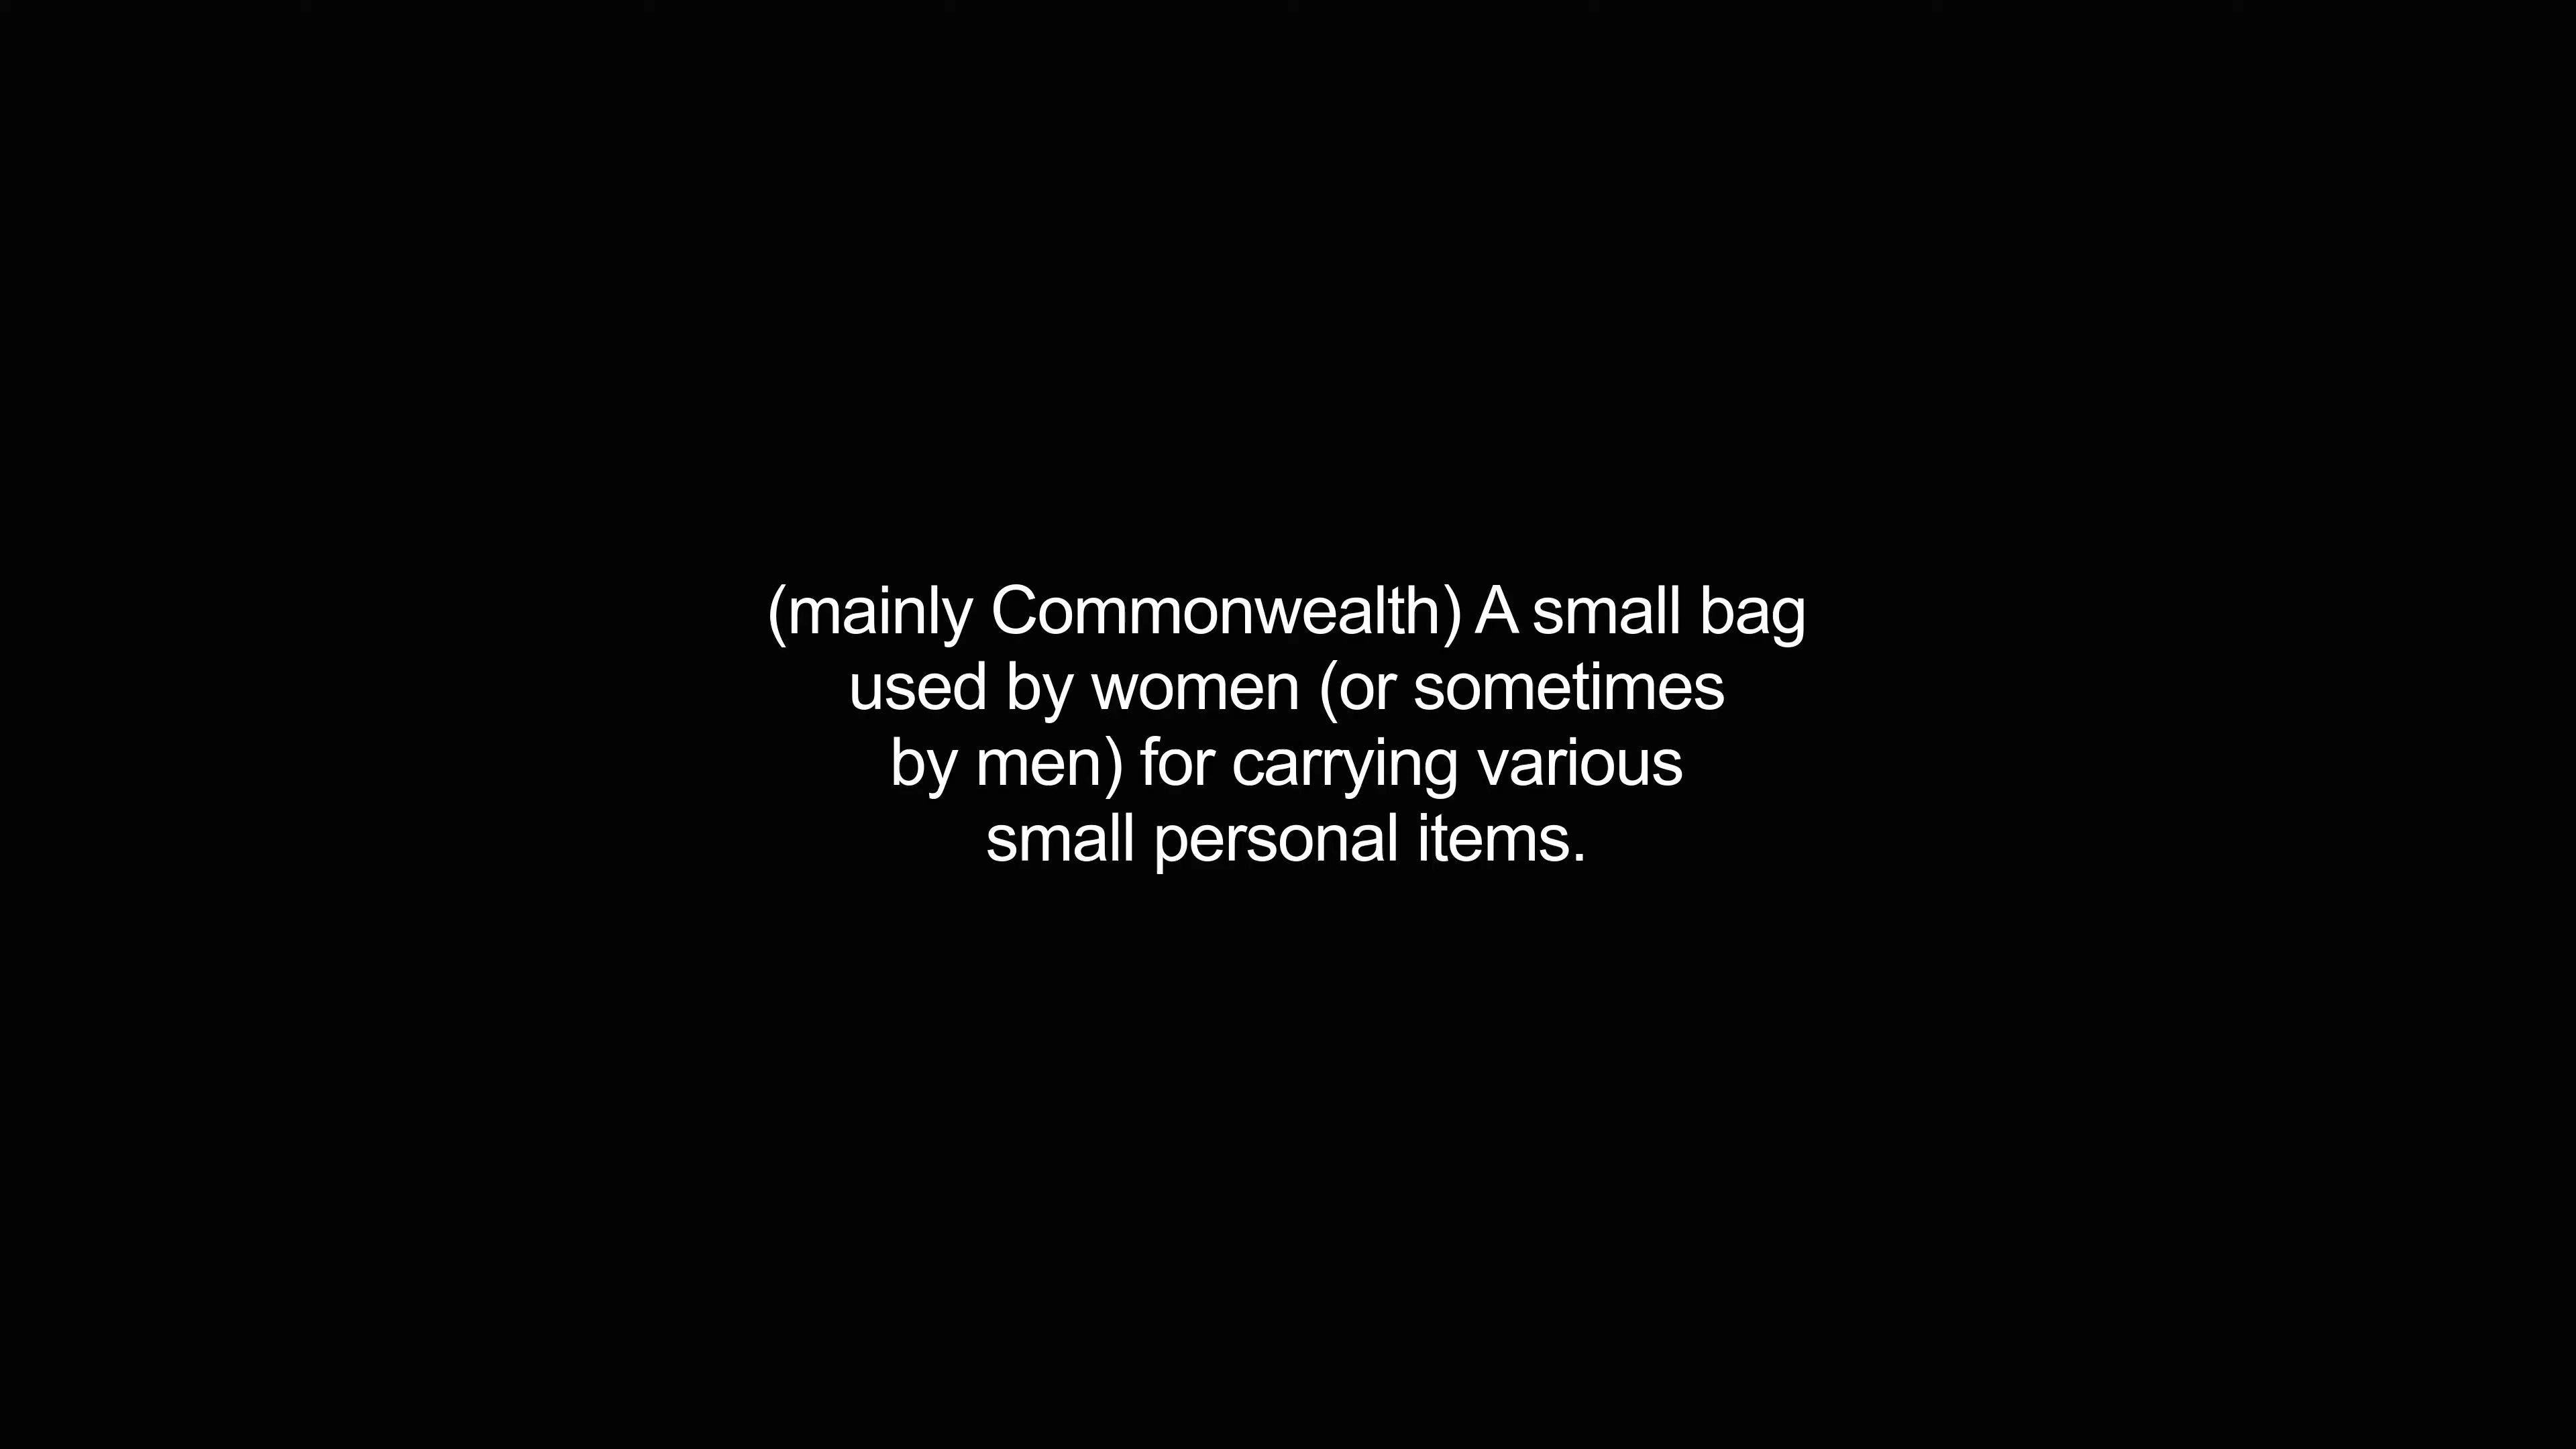 (mainly Commonwealth) A small bag
used by women (or sometimes
by men) for carrying various
small personal items.